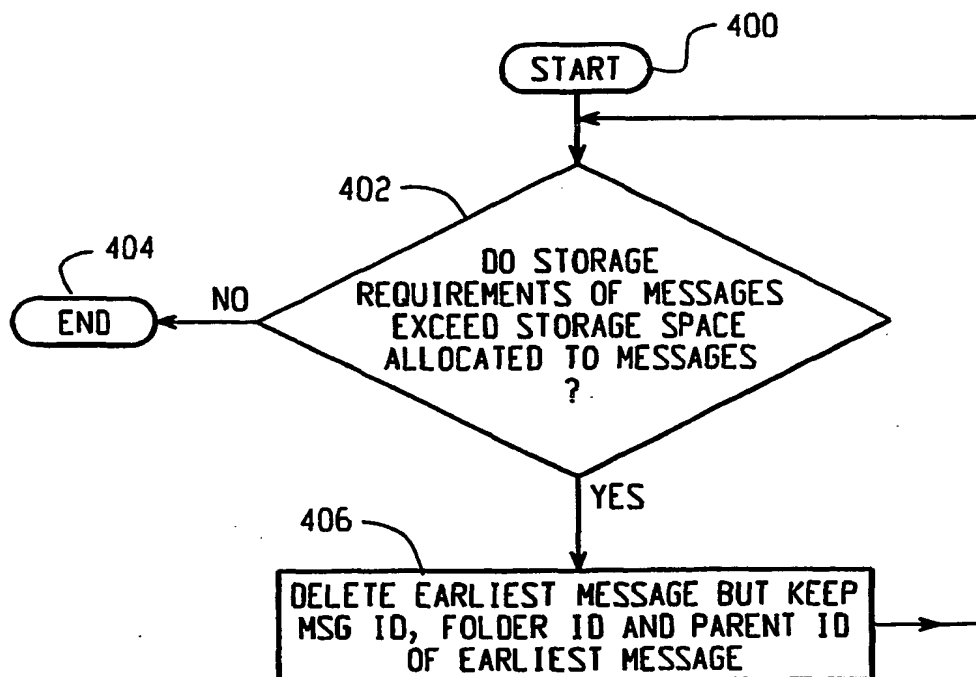 400
START
402
DO STORAGE
REQUIREMENTS OF MESSAGES
EXCEED STORAGE SPACE
ALLOCATED TO MESSAGES
?
404
NO
END
YES
406
DELETE EARLIEST MESSAGE BUT KEEP
MSG ID, FOLDER ID AND PARENT ID
OF EARLIEST MESSAGE